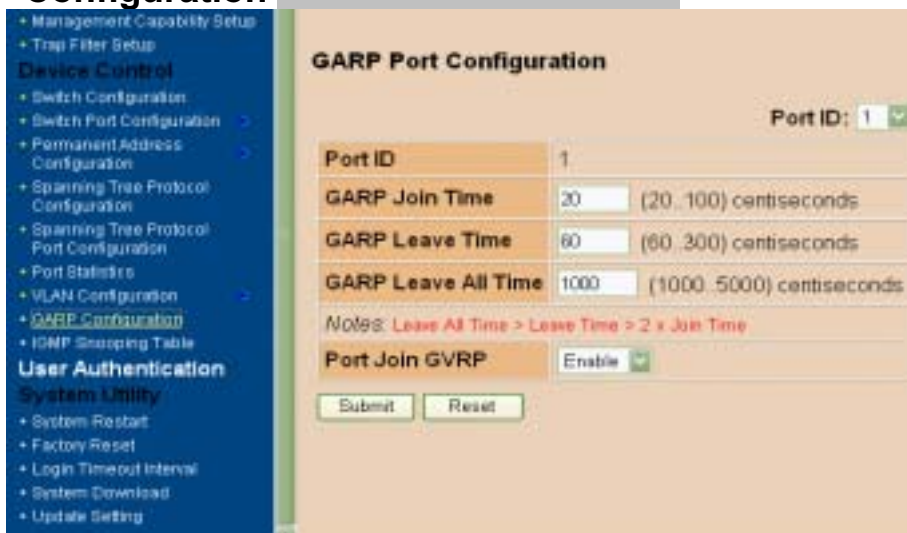 Configuration
• Management Capability Setup
• Trap Filter Setup
Device Control
• Switch Configuration
• Switch Port Configuration
• Permanent Address
Configuration
• Spanning Tree Protocol
Configuration
• Spanning Tree Protocol
Port Configuration
• Port Statistics
• VLAN Configuration
• GARP Configuration
• IGMP Snooping Table
User Authentication
System Utility
• System Restart
• Factory Reset
• Login Timeout Interval
• System Download
• Update Setting
GARP Port Configuration
Port ID: 1
Port ID 1
GARP Join Time 20 (20..100) centiseconds
GARP Leave Time 60 (60..300) centiseconds
GARP Leave All Time 1000 (1000..5000) centiseconds
Notes: Leave All Time > Leave Time > 2 x Join Time
Port Join GVRP Enable
Submit Reset